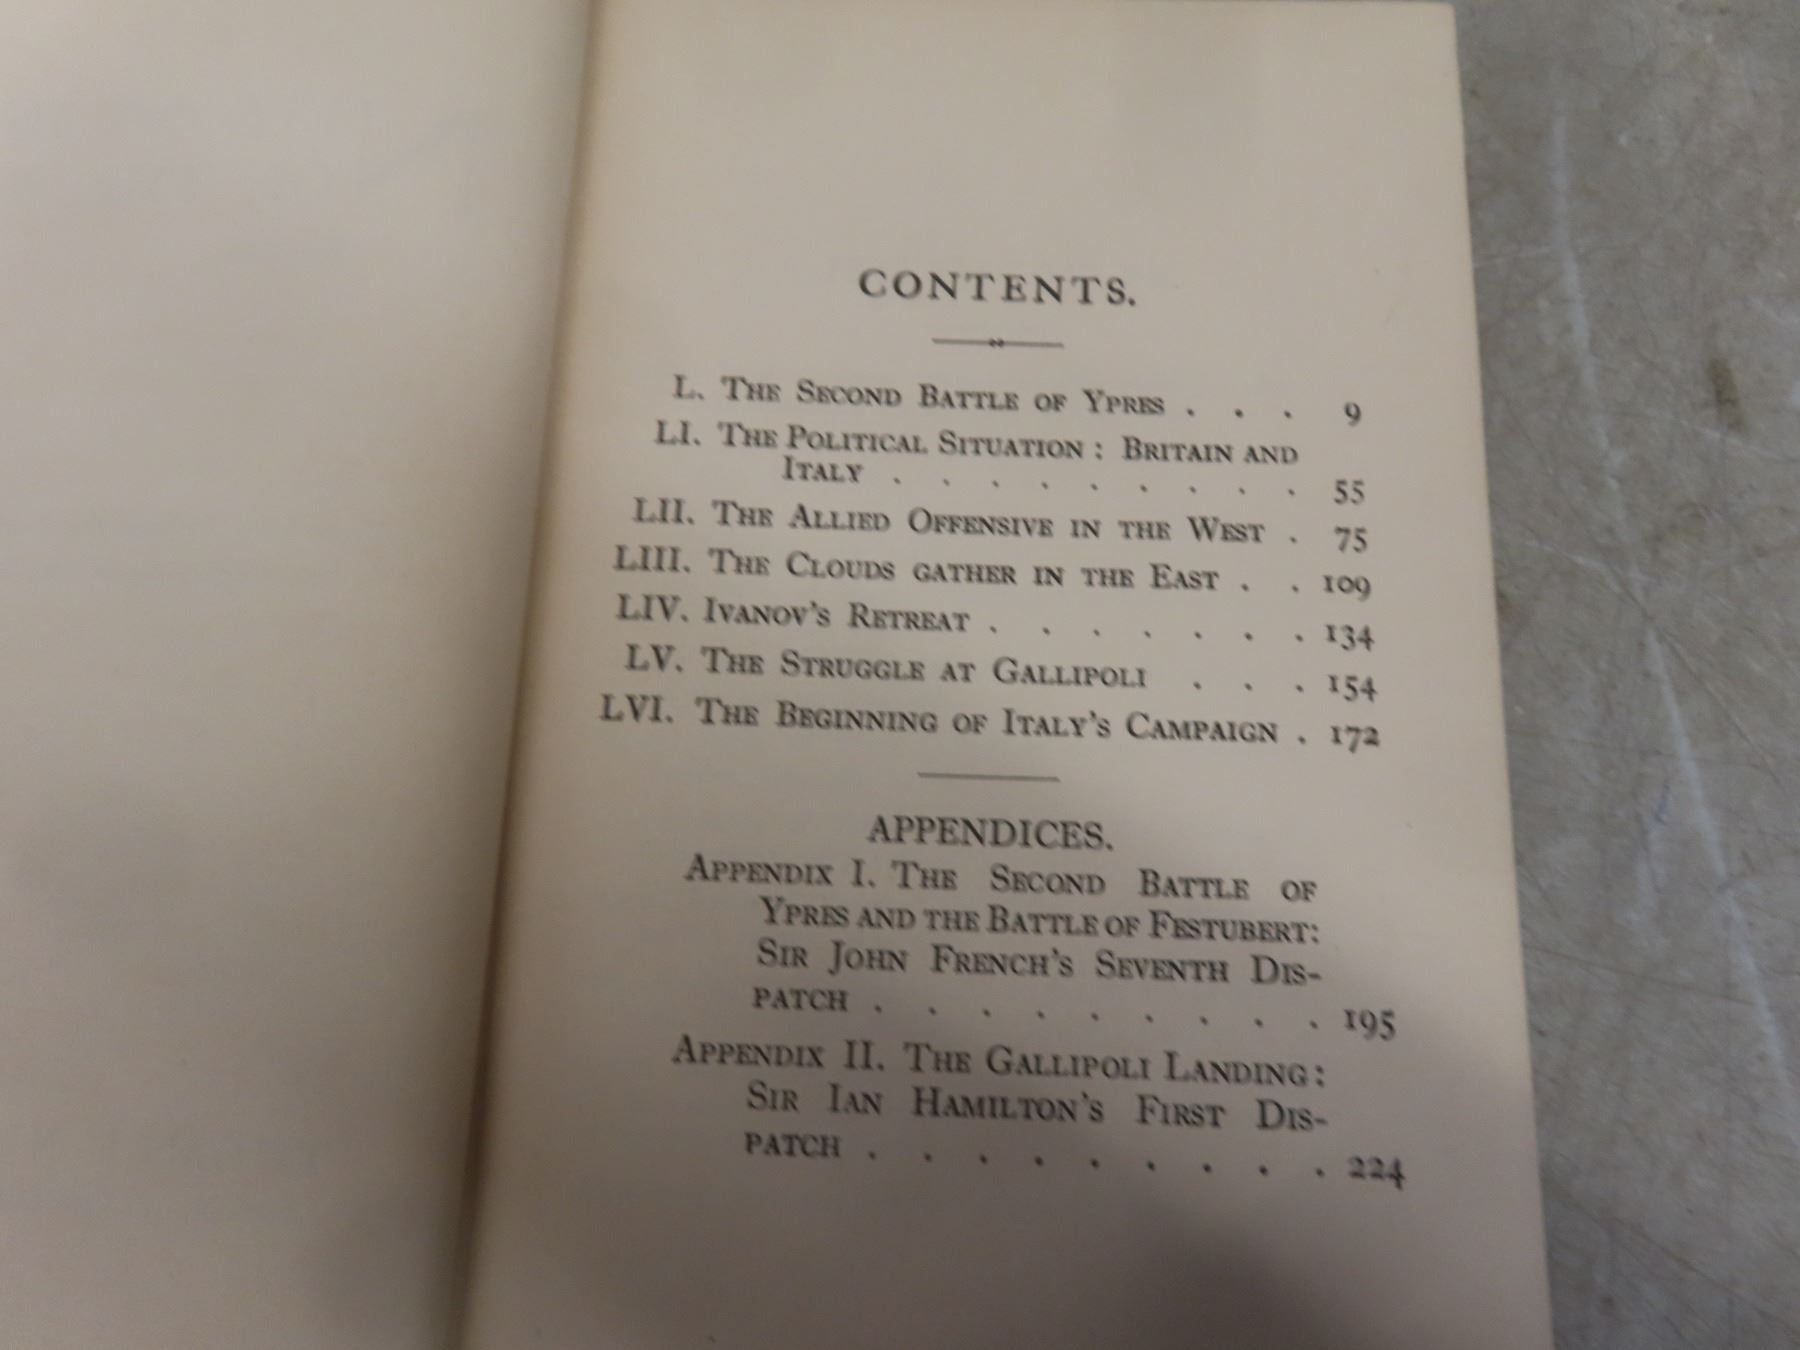 CONTENTS.
L. The Second Battle of Ypres . . . 9
LI. The Political Situation: Britain and
Italy . . . . . . . . . 55
LII. The Allied Offensive in the West . 75
LIII. The Clouds gather in the East . . 109
LIV. Ivanov's Retreat . . . . . . . 134
LV. The Struggle at Gallipoli . . . 154
LVI. The Beginning of Italy's Campaign . 172
APPENDICES.
Appendix I. The Second Battle of
Ypres and the Battle of Festubert:
Sir John French's Seventh Dis-
patch . . . . . . . . . 195
Appendix II. The Gallipoli Landing:
Sir Ian Hamilton's First Dis-
patch . . . . . . . . . 224